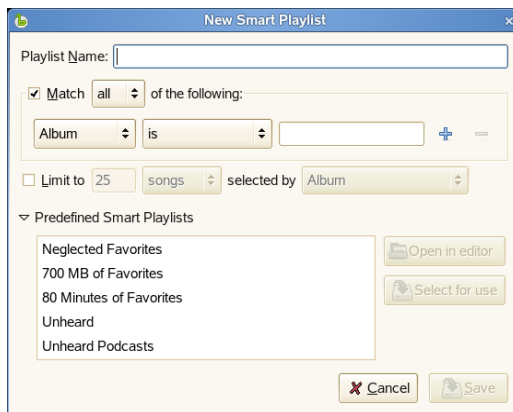 New Smart Playlist
Playlist Name:
Match all of the following:
Album is
Limit to 25 songs selected by Album
Predefined Smart Playlists
Neglected Favorites
700 MB of Favorites
80 Minutes of Favorites
Unheard
Unheard Podcasts
Open in editor
Select for use
Cancel Save